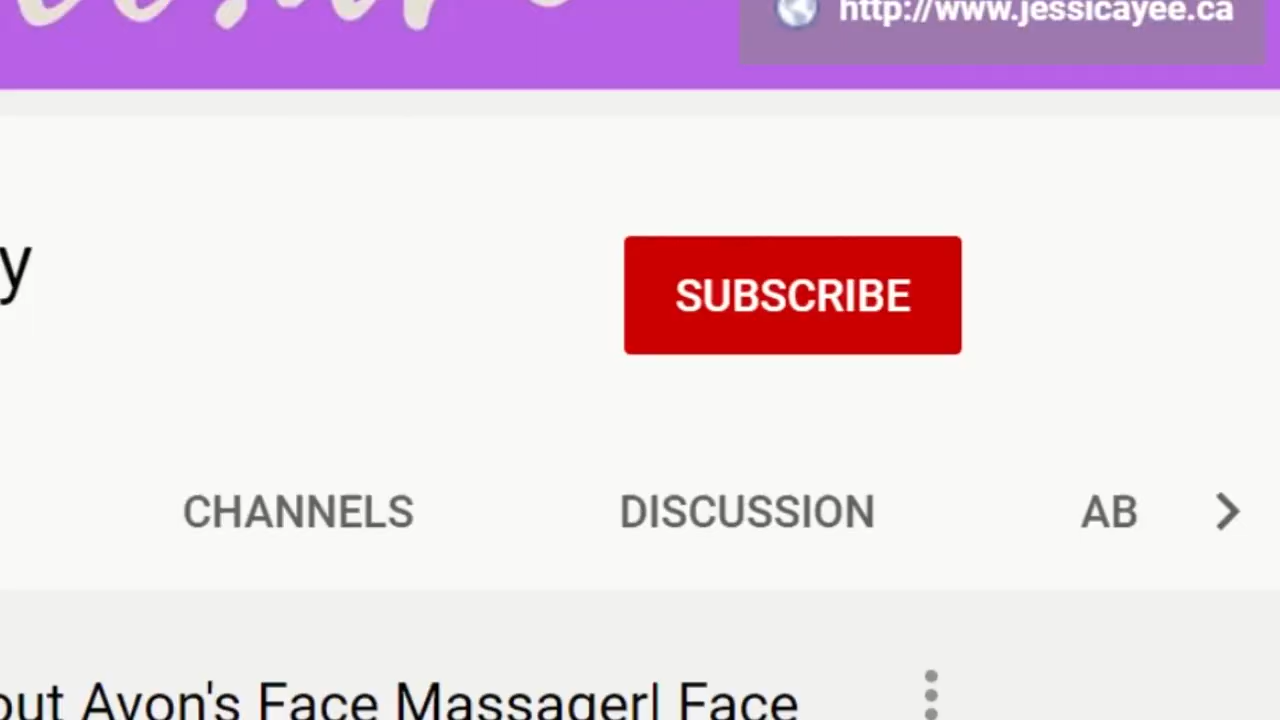 http://www.jessicayee.ca
y
SUBSCRIBE
CHANNELS DISCUSSION AB
out Avon's Face Massager| Face